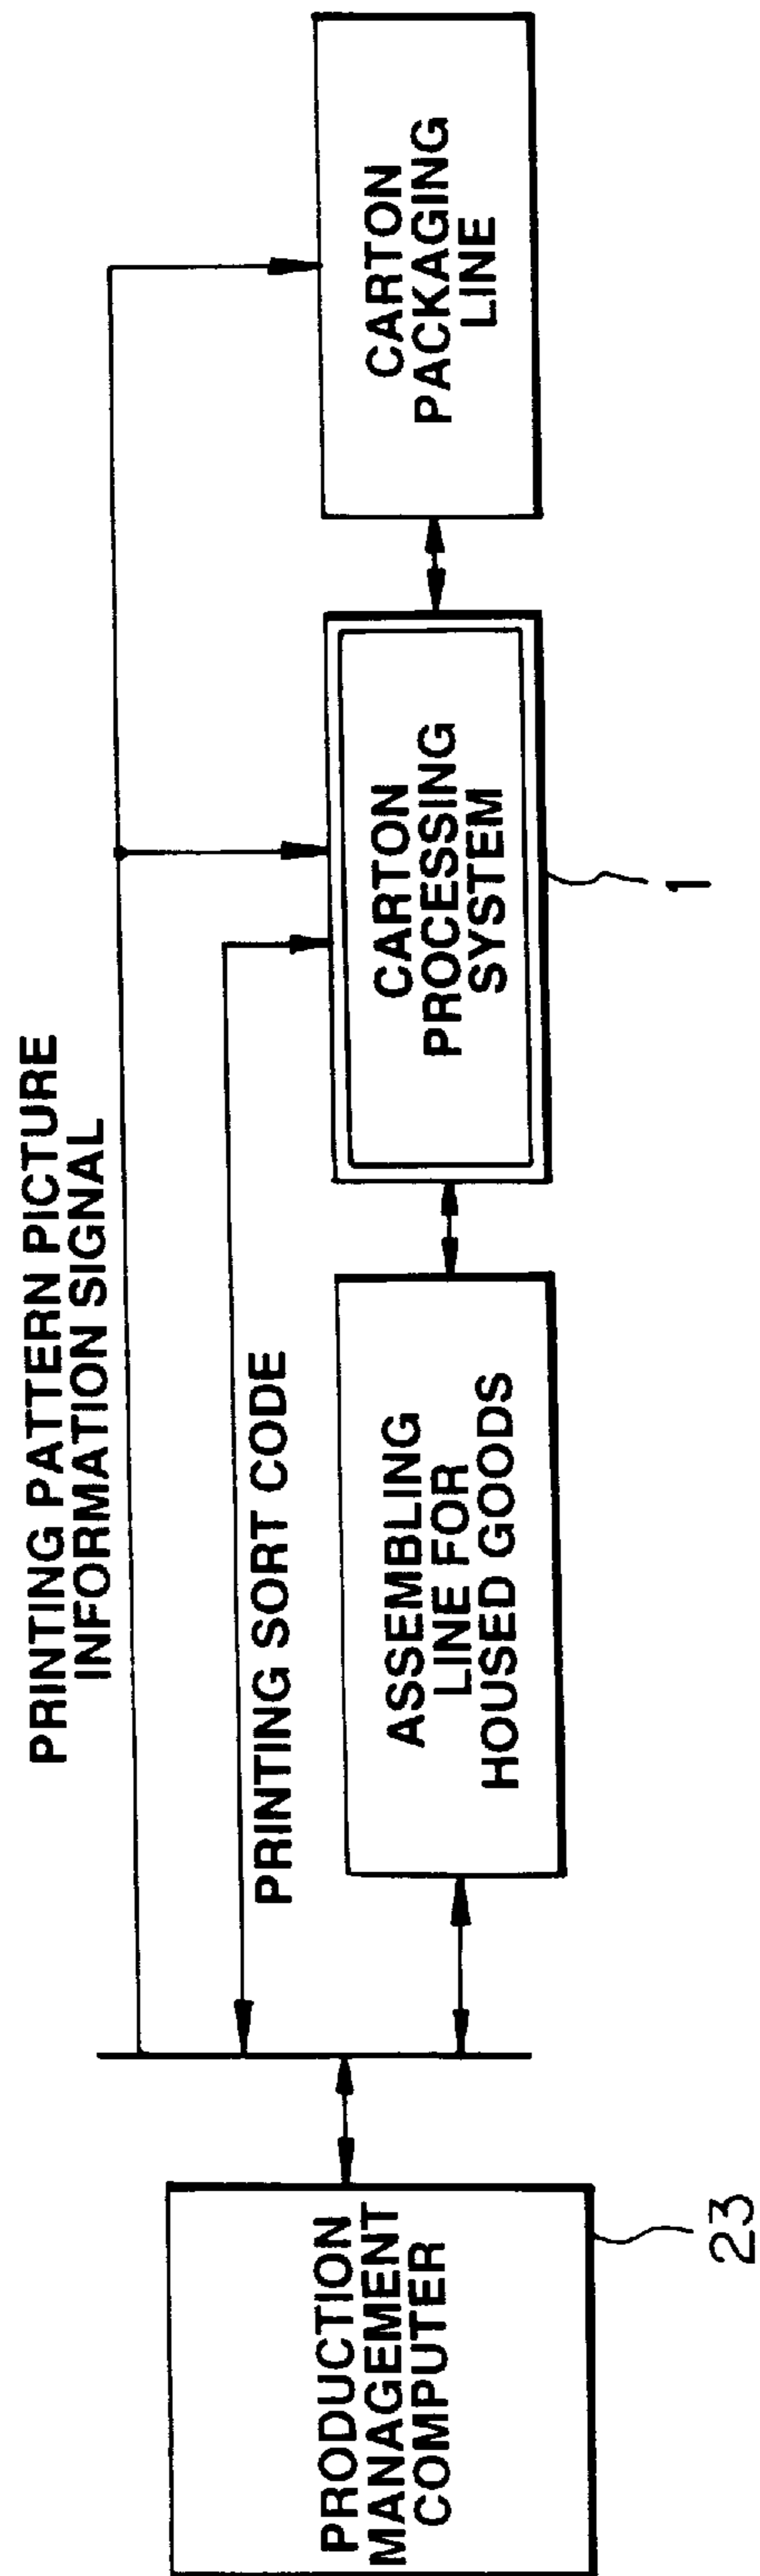 PRINTING PATTERN PICTURE
INFORMATION SIGNAL
PRINTING SORT CODE
PRODUCTION
MANAGEMENT
COMPUTER
23
ASSEMBLING
LINE FOR
HOUSED GOODS
CARTON
PROCESSING
SYSTEM
1
CARTON
PACKAGING
LINE